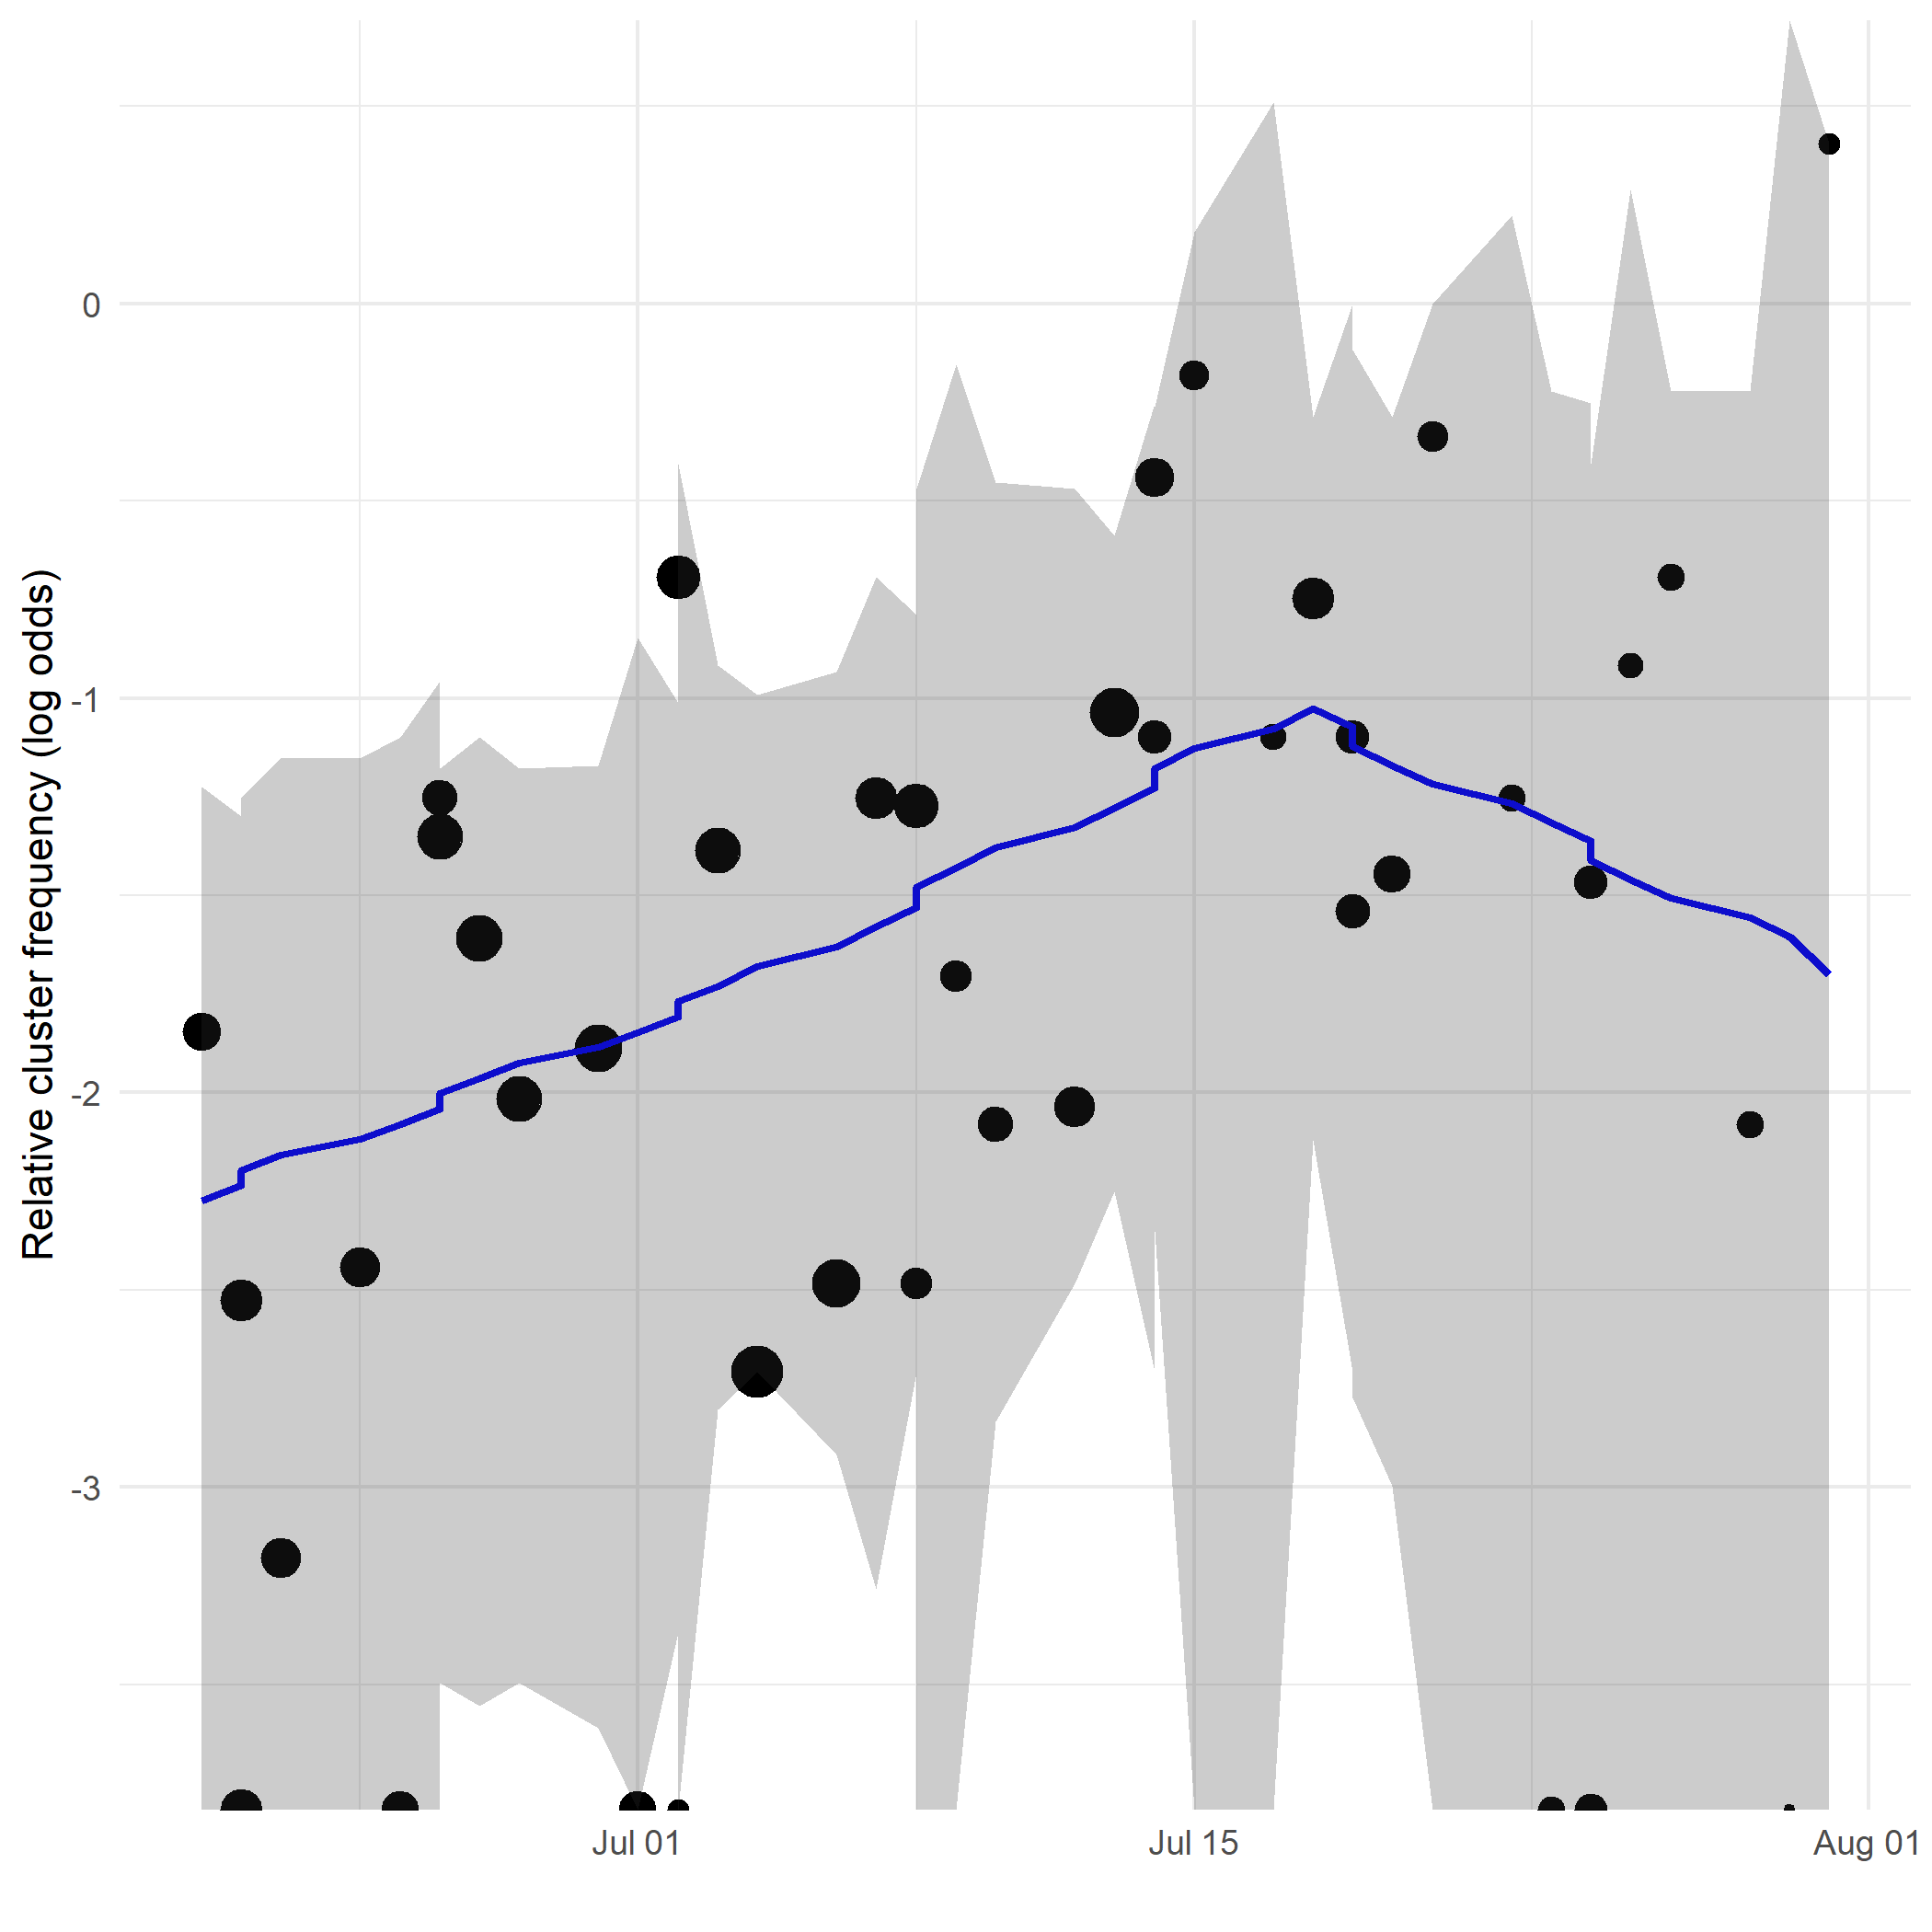 Relative cluster frequency (log odds)
0
-1
-2
-3
Jul 01
Jul 15
Aug 01